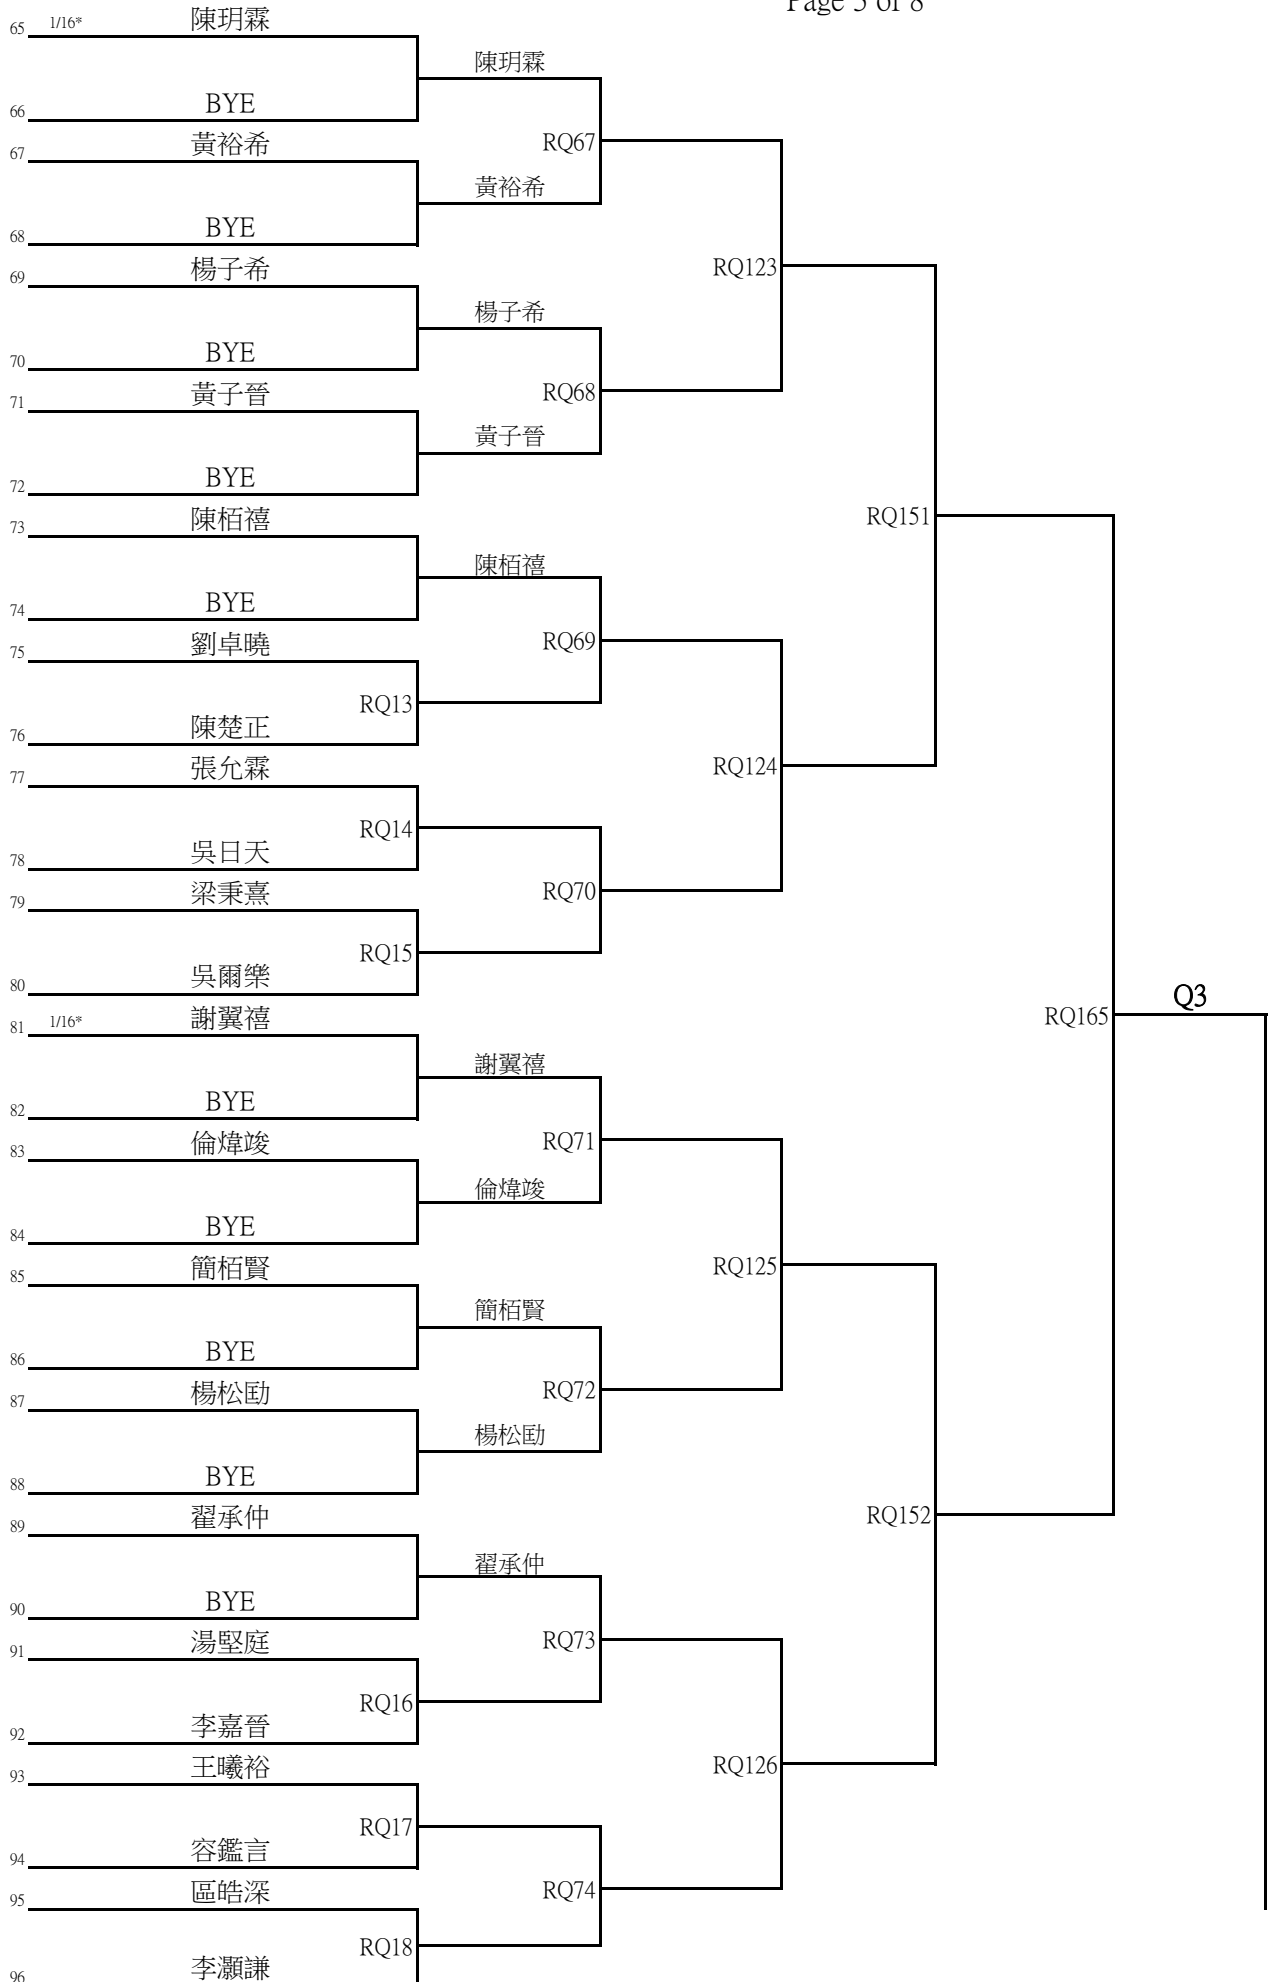 Page 3 of 8
65 1/16* 陳玥霖
陳玥霖
66 BYE
67 黃裕希
RQ67
黃裕希
68 BYE
69 楊子希
RQ123
楊子希
70 BYE
71 黃子晉
RQ68
黃子晉
72 BYE
73 陳栢禧
RQ151
陳栢禧
74 BYE
75 劉卓曉
RQ69
RQ13
76 陳楚正
77 張允霖
RQ124
RQ14
78 吳日天
79 梁秉熹
RQ70
RQ15
80 吳爾樂
81 1/16* 謝翼禧
RQ165
Q3
謝翼禧
82 BYE
83 倫煒竣
RQ71
倫煒竣
84 BYE
85 簡栢賢
RQ125
簡栢賢
86 BYE
87 楊松勖
RQ72
楊松勖
88 BYE
89 翟承仲
RQ152
翟承仲
90 BYE
91 湯堅庭
RQ73
RQ16
92 李嘉晉
93 王曦裕
RQ126
RQ17
94 容鑑言
95 區皓深
RQ74
RQ18
96 李灝謙